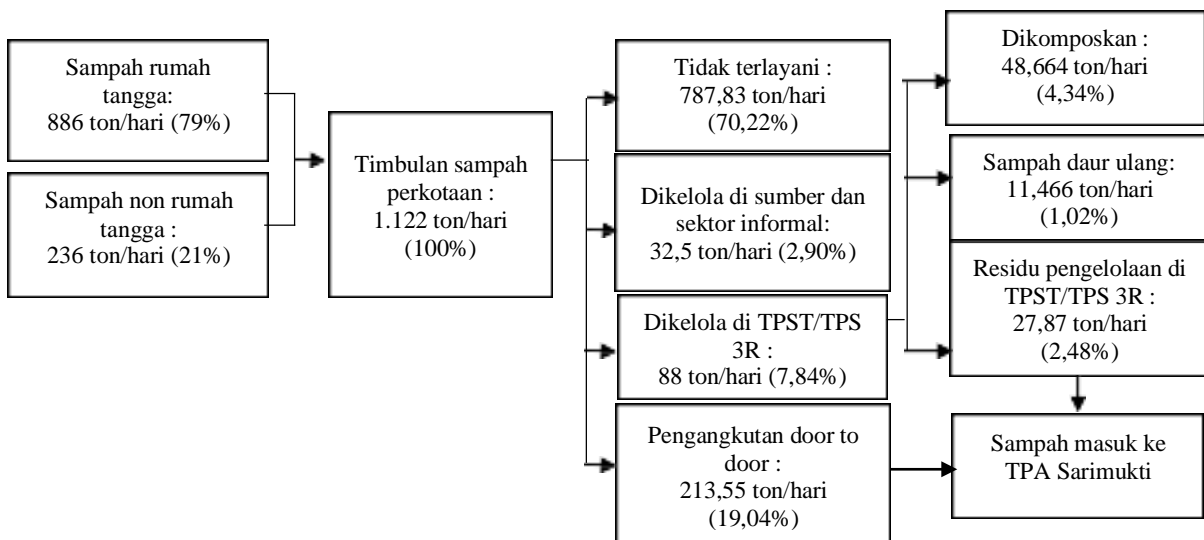 Sampah rumah
tangga:
886 ton/hari (79%)
Sampah non rumah
tangga :
236 ton/hari (21%)
Timbulan sampah
perkotaan :
1.122 ton/hari
(100%)
Tidak terlayani :
787,83 ton/hari
(70,22%)
Dikelola di sumber dan
sektor informal:
32,5 ton/hari (2,90%)
Dikelola di TPST/TPS
3R :
88 ton/hari (7,84%)
Pengangkutan door to
door :
213,55 ton/hari
(19,04%)
Dikomposkan :
48,664 ton/hari
(4,34%)
Sampah daur ulang:
11,466 ton/hari
(1,02%)
Residu pengelolaan di
TPST/TPS 3R :
27,87 ton/hari
(2,48%)
Sampah masuk ke
TPA Sarimukti